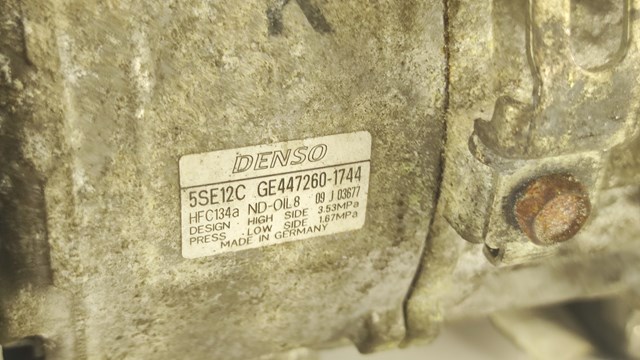 K
DENSO
5SE12C GE447260-1744
HFC134a ND-OIL8 09 J 03677
DESIGN HIGH SIDE 3.53MPa
PRESS. LOW SIDE 1.67MPa
MADE IN GERMANY